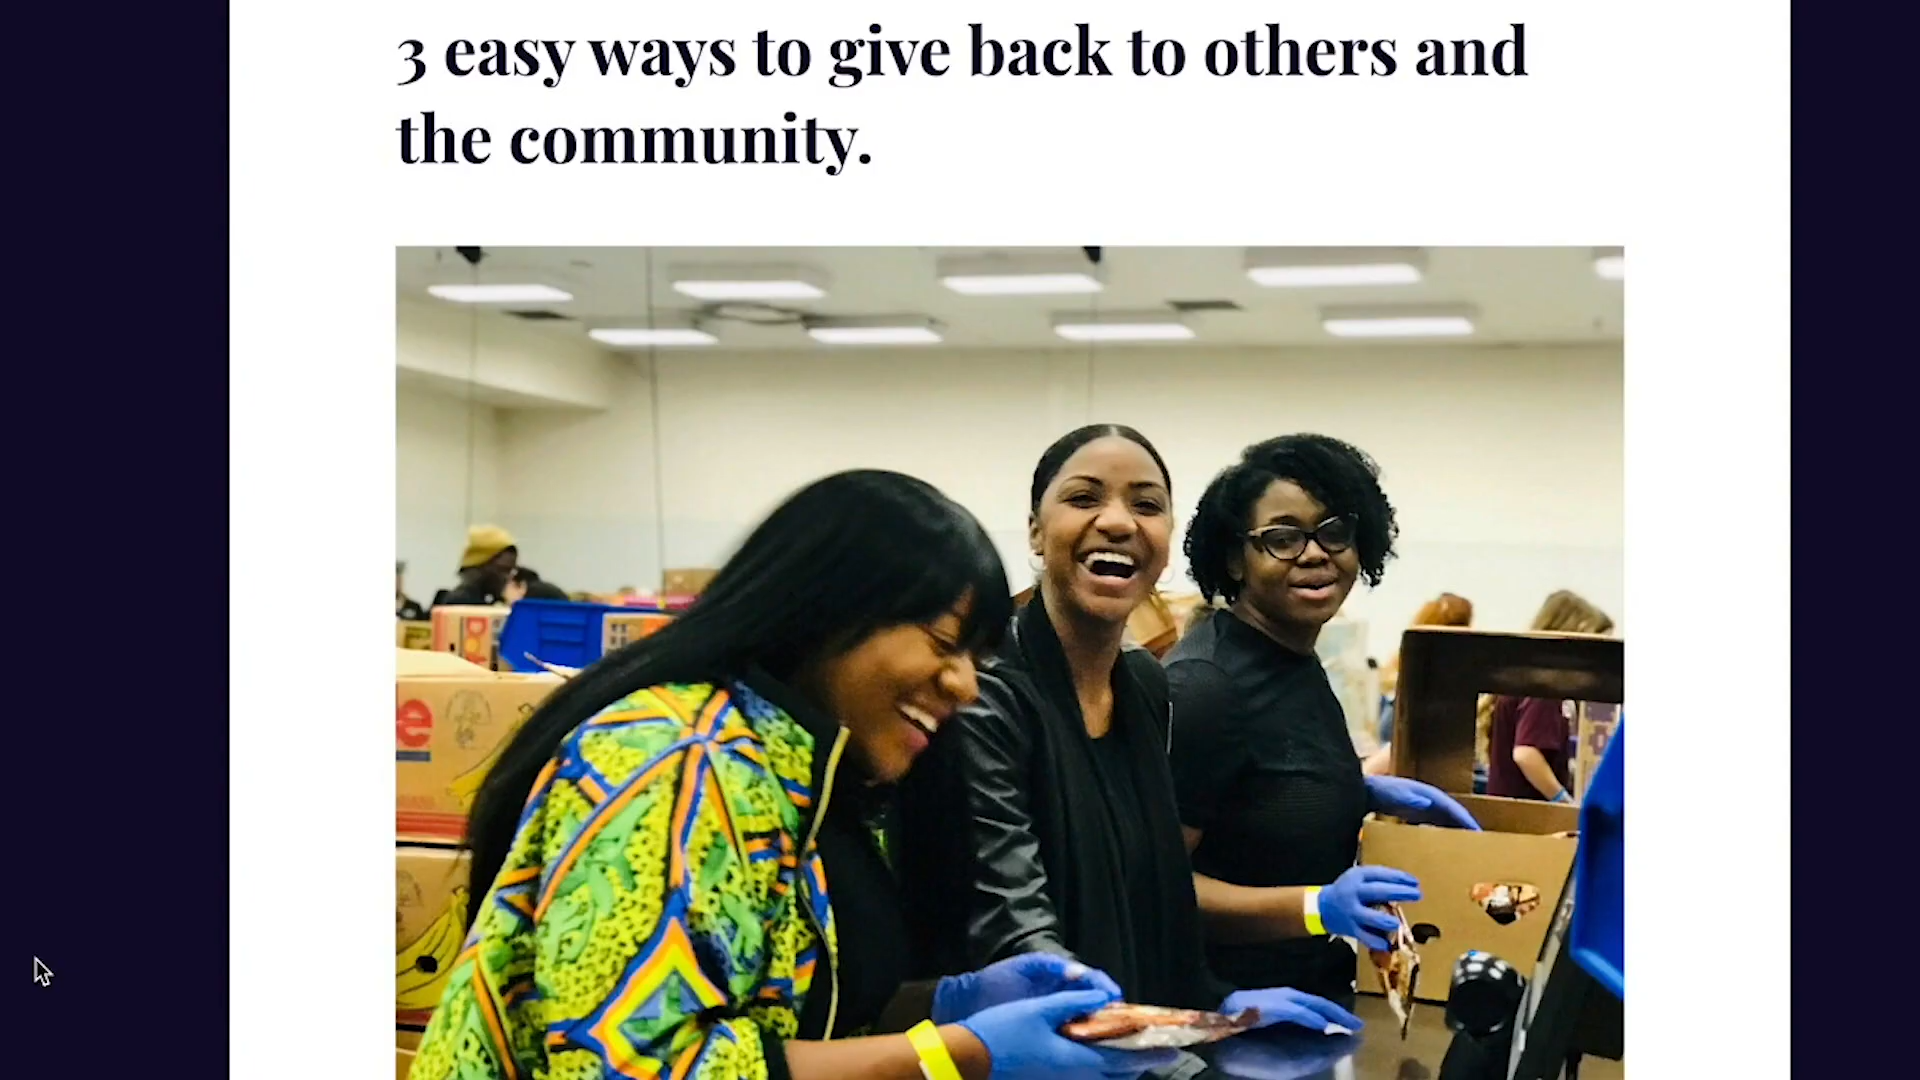 3 easy ways to give back to others and
the community.
e